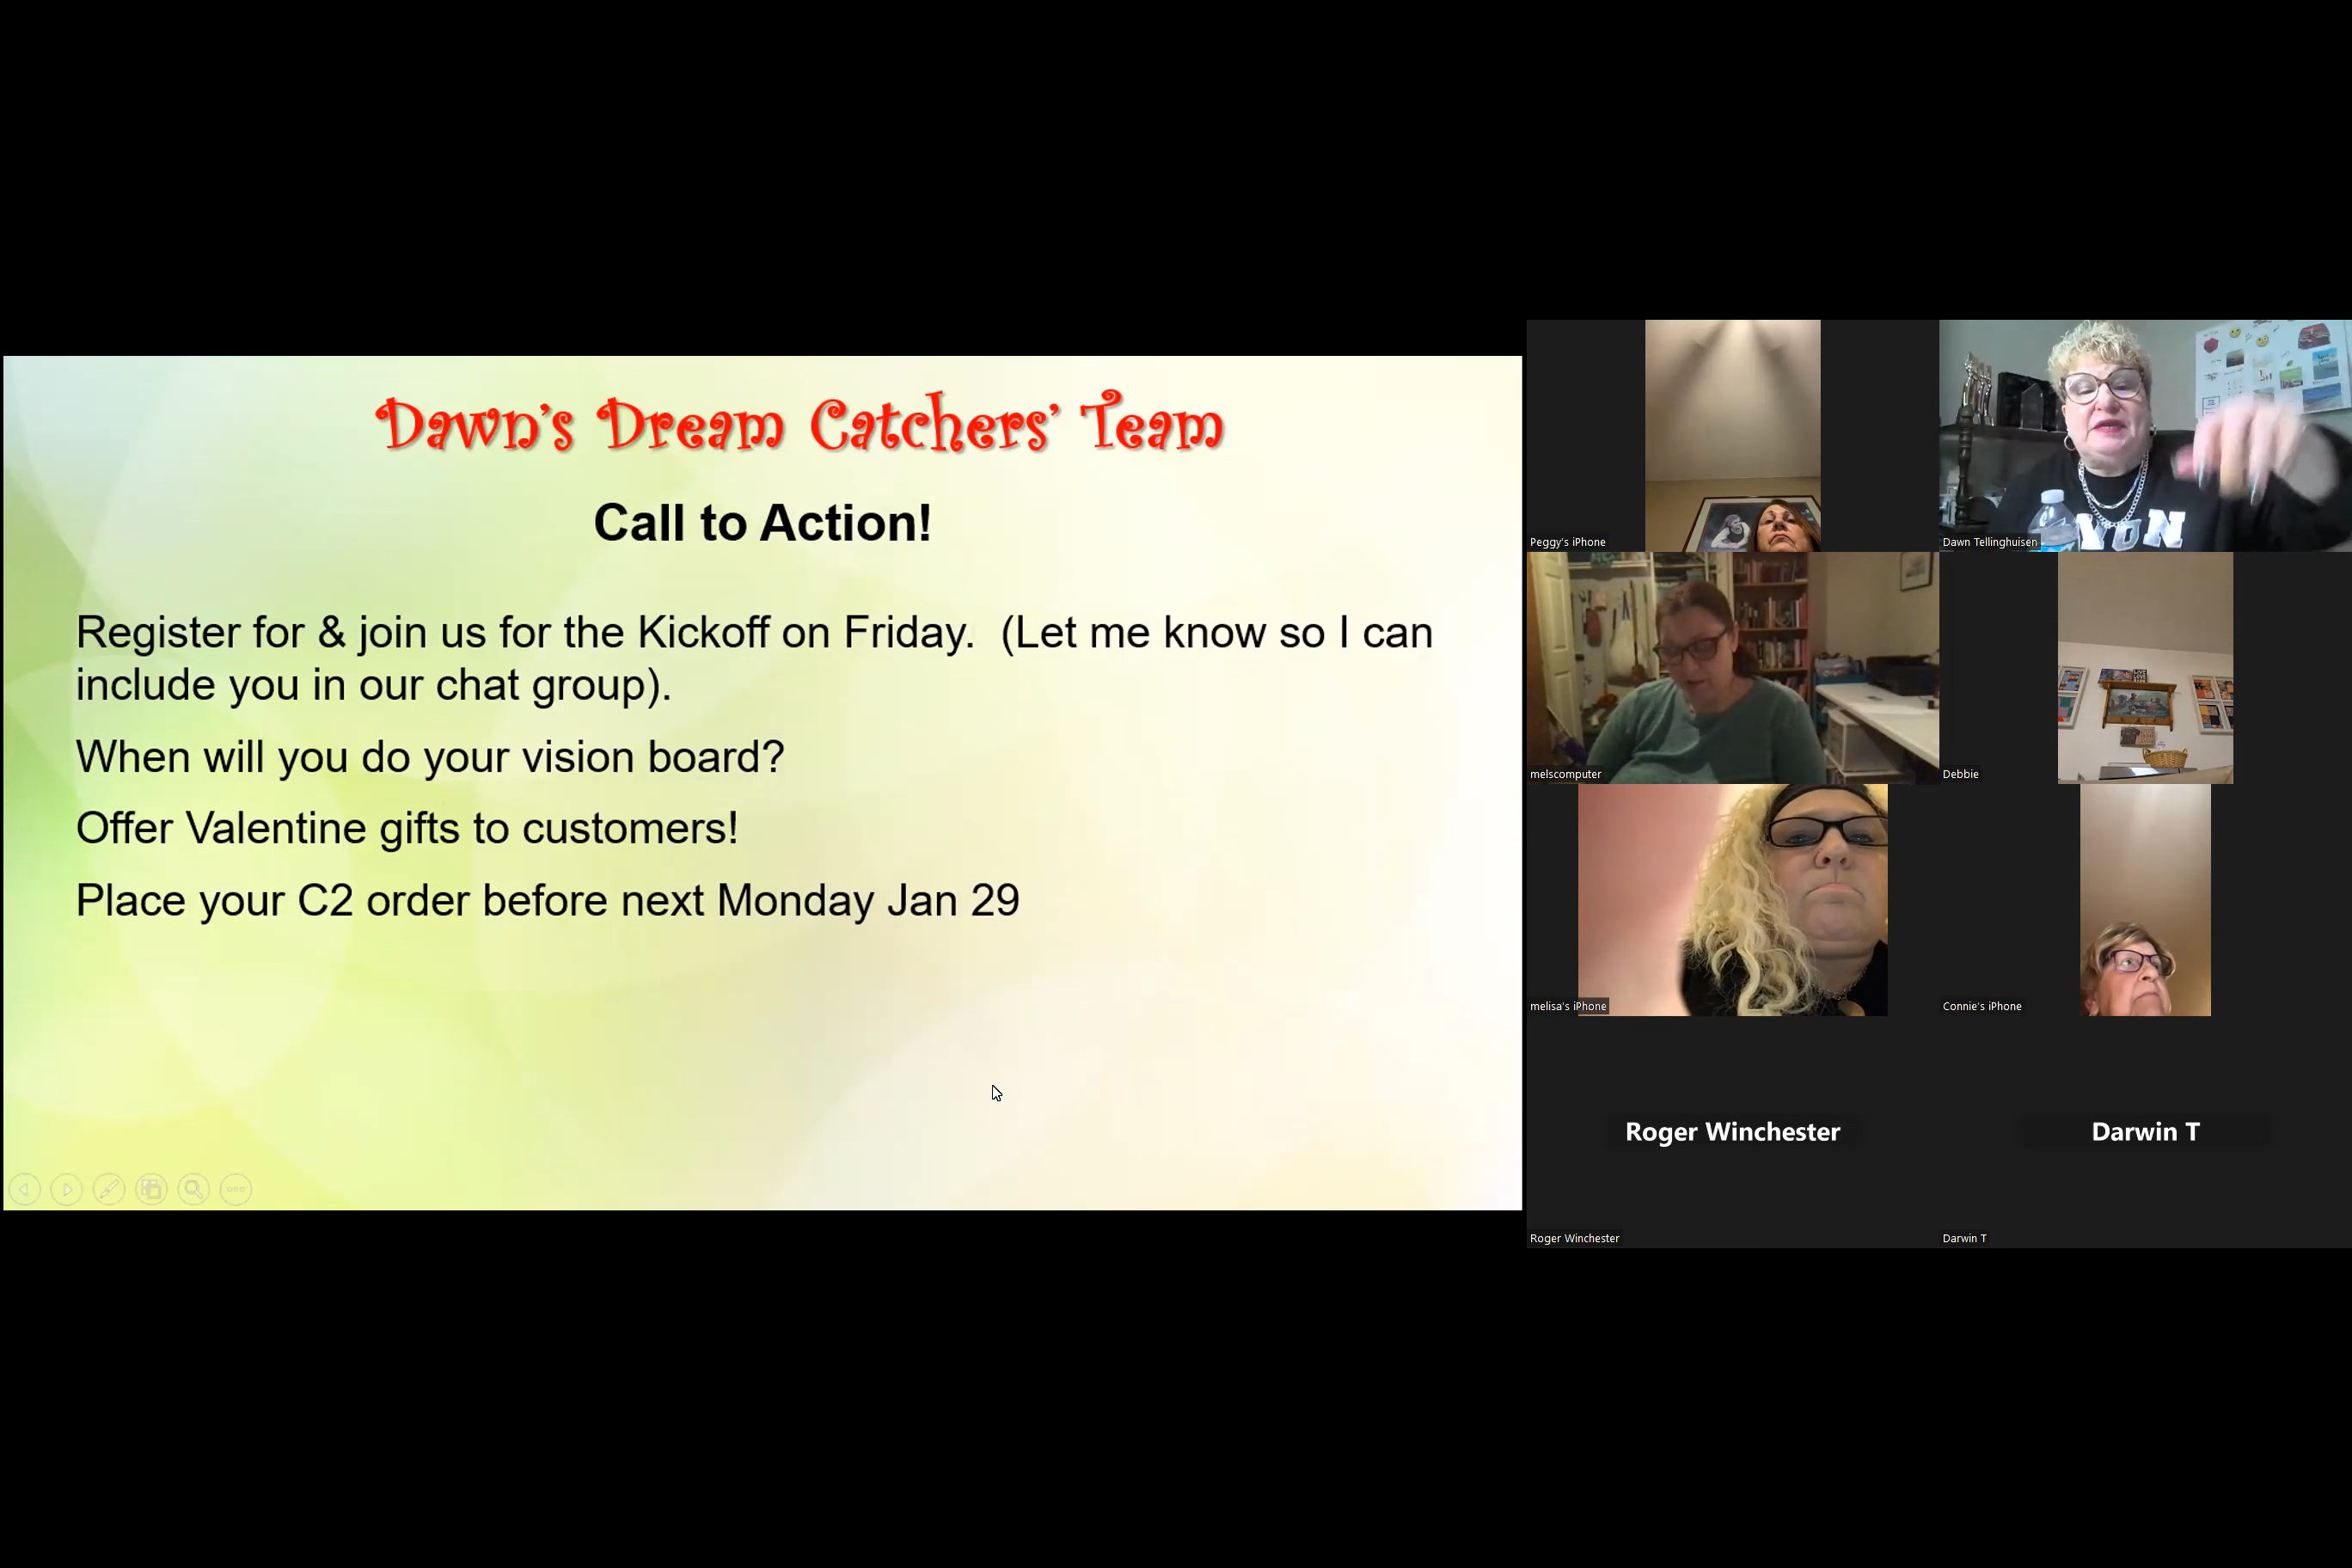 Dawn's Dream Catchers' Team
Call to Action!
Register for & join us for the Kickoff on Friday.  (Let me know so I can
include you in our chat group).
When will you do your vision board?
Offer Valentine gifts to customers!
Place your C2 order before next Monday Jan 29
Peggy's iPhone
Dawn Tellinghuisen
melscomputer
Debbie
melisa's iPhone
Connie's iPhone
Roger Winchester
Darwin T
Roger Winchester
Darwin T